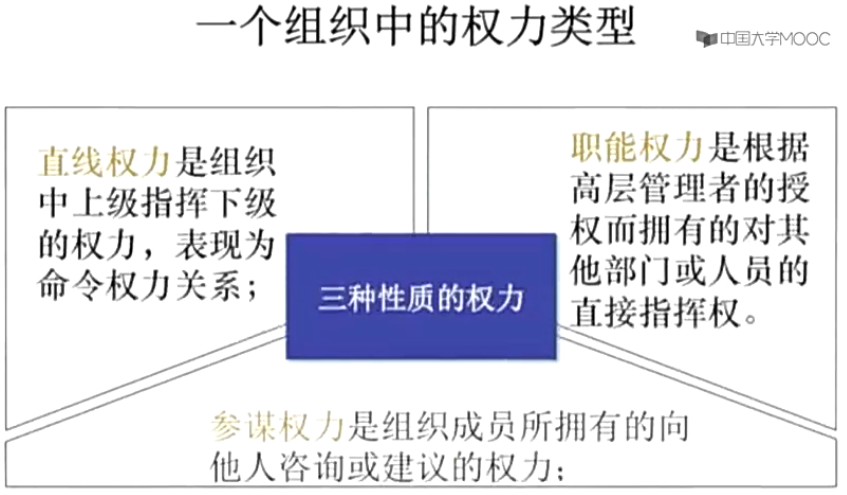 一个组织中的权力类型
中国大学MOOC
直线权力是组织
中上级指挥下级
的权力，表现为
命令权力关系；
职能权力是根据
高层管理者的授
权而拥有的对其
他部门或人员的
直接指挥权。
三种性质的权力
参谋权力是组织成员所拥有的向
他人咨询或建议的权力；